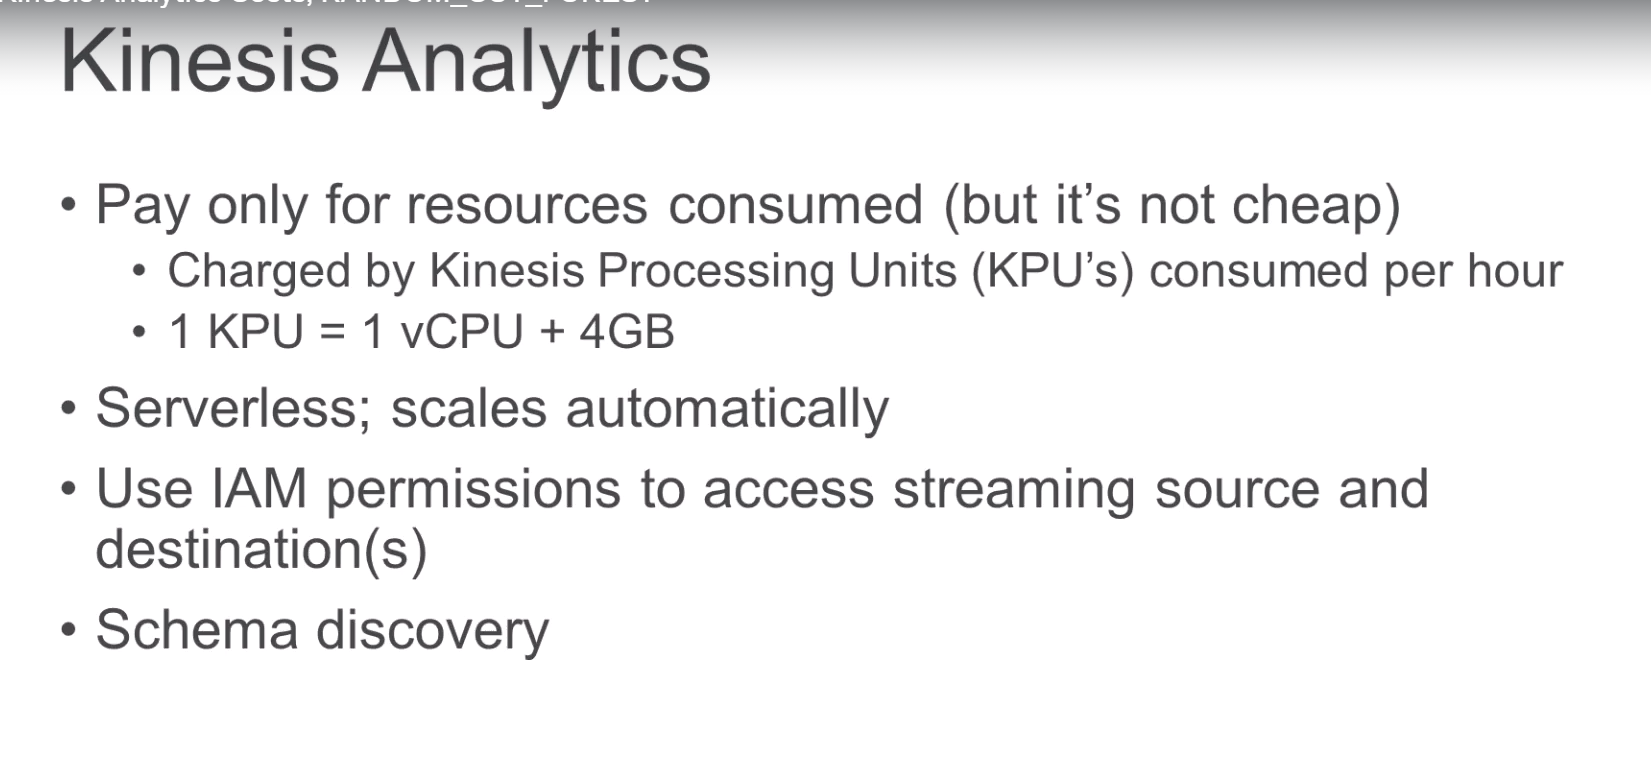 Kinesis Analytics Costs; RANDOM_CUT_FOREST
Kinesis Analytics
• Pay only for resources consumed (but it’s not cheap)
• Charged by Kinesis Processing Units (KPU’s) consumed per hour
• 1 KPU = 1 vCPU + 4GB
• Serverless; scales automatically
• Use IAM permissions to access streaming source and
destination(s)
• Schema discovery